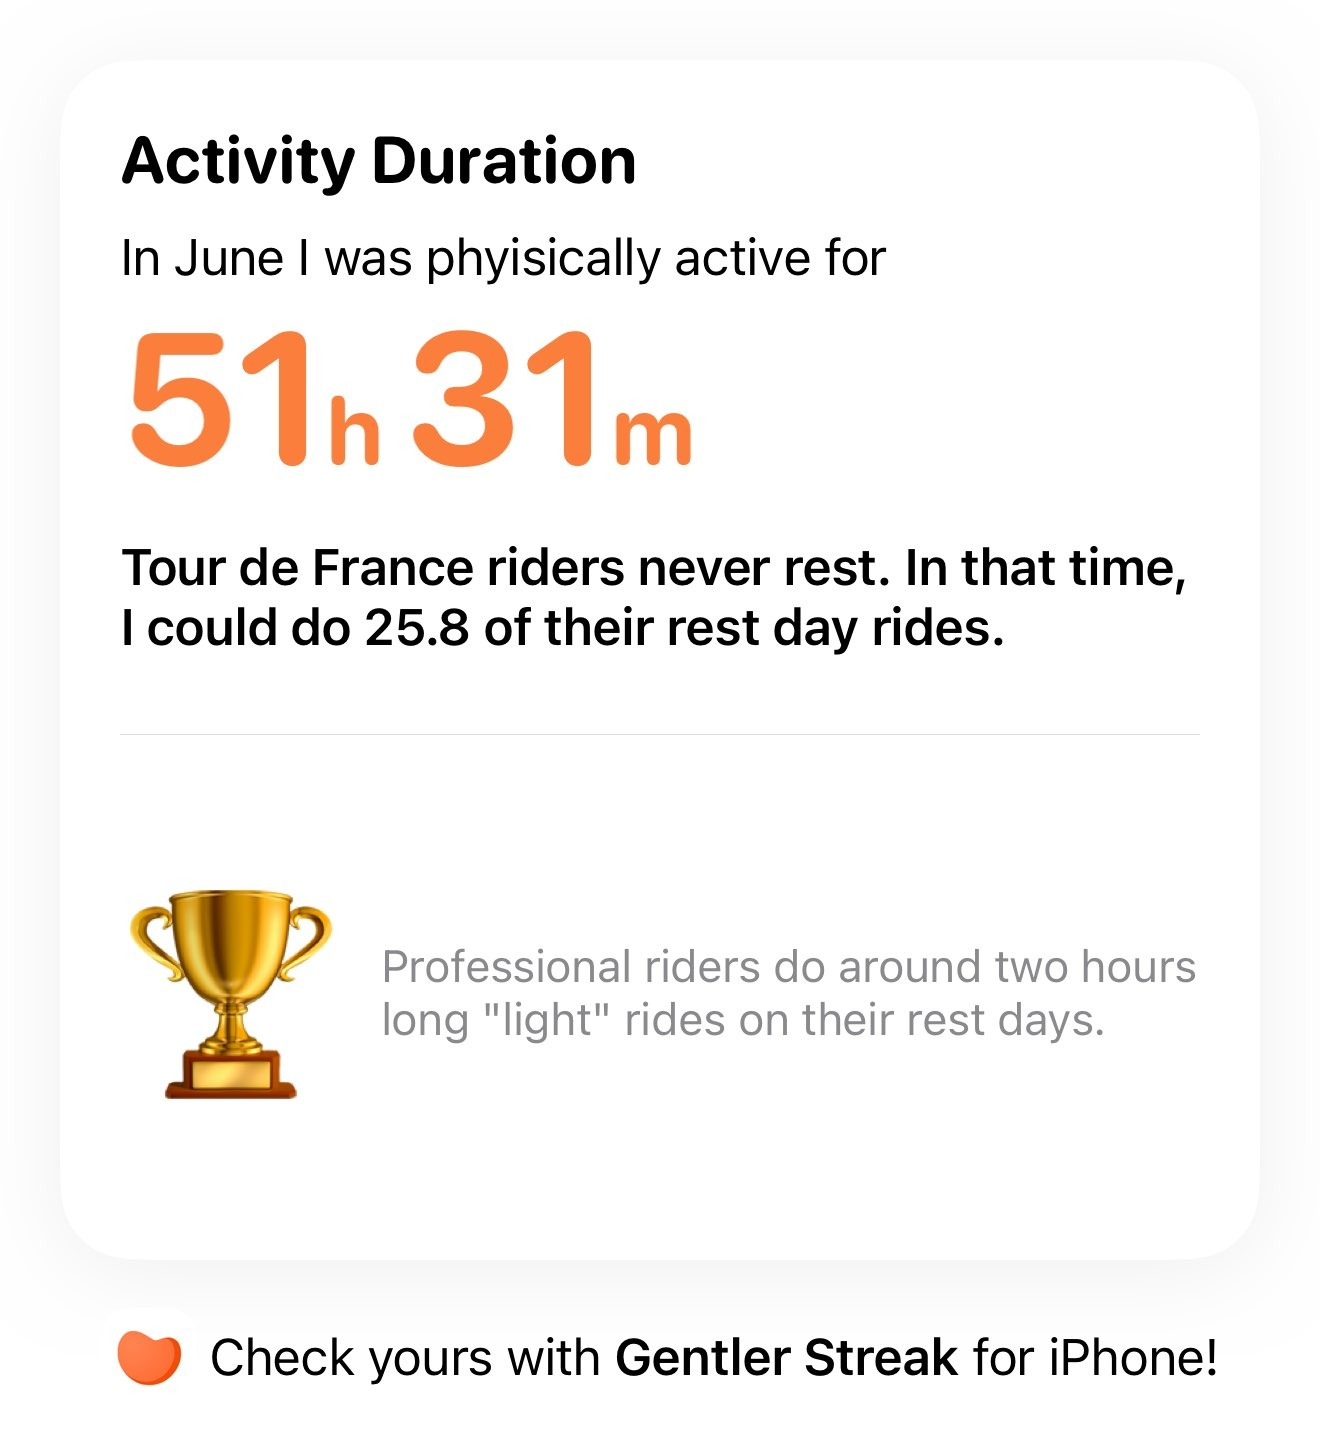 Activity Duration
In June I was phyisically active for
51h 31m
Tour de France riders never rest. In that time,
I could do 25.8 of their rest day rides.
Professional riders do around two hours
long "light" rides on their rest days.
Check yours with Gentler Streak for iPhone!